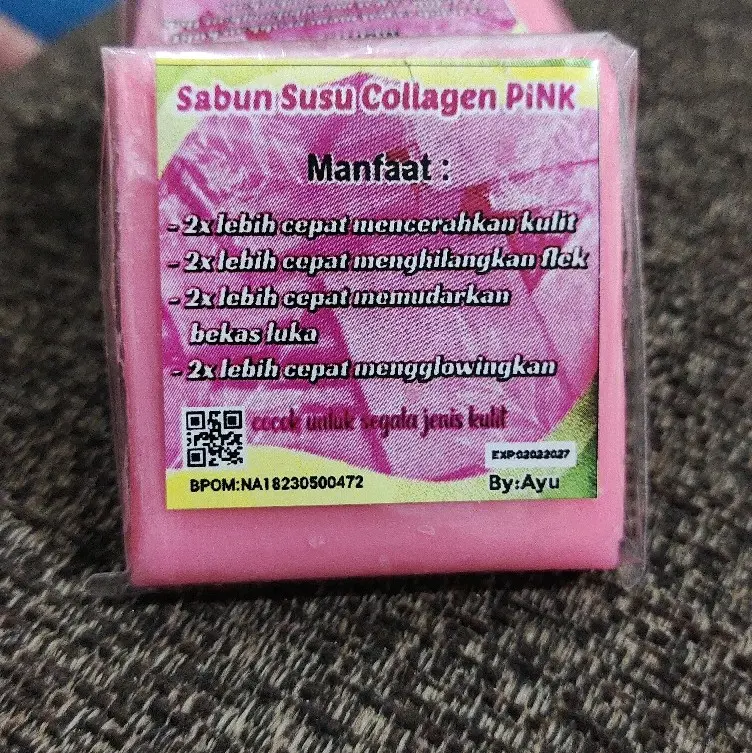 Sabun Susu Collagen PiNK
Manfaat :
- 2x lebih cepat mencerahkan kulit
- 2x lebih cepat menghilangkan flek
- 2x lebih cepat memudarkan
bekas luka
- 2x lebih cepat mengglowingkan
cocok untuk segala jenis kulit
EXP:02022027
BPOM:NA18230500472
By:Ayu